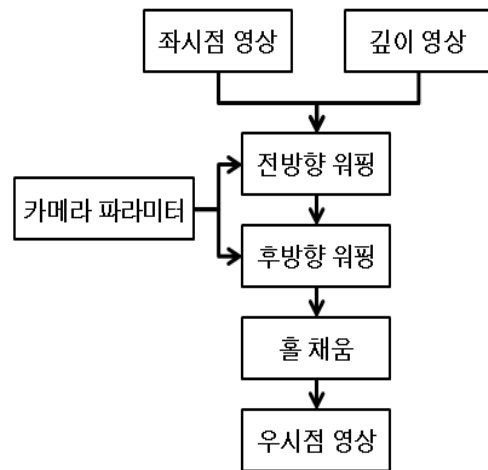 좌시점 영상
깊이 영상
전방향 워핑
카메라 파라미터
후방향 워핑
홀 채움
우시점 영상